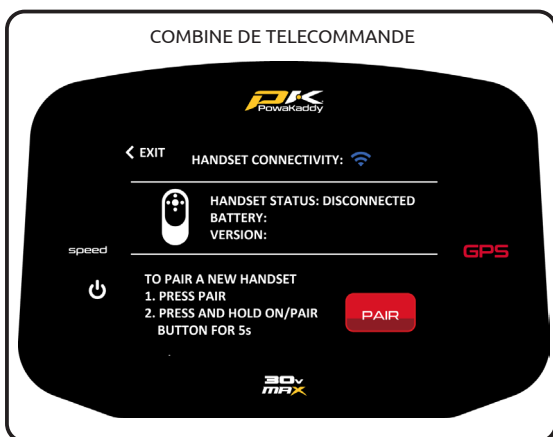 COMBINE DE TELECOMMANDE
PK
PowaKaddy
EXIT
HANDSET CONNECTIVITY:
HANDSET STATUS: DISCONNECTED
BATTERY:
VERSION:
speed
GPS
TO PAIR A NEW HANDSET
1. PRESS PAIR
2. PRESS AND HOLD ON/PAIR
BUTTON FOR 5s
PAIR
30v
MAX